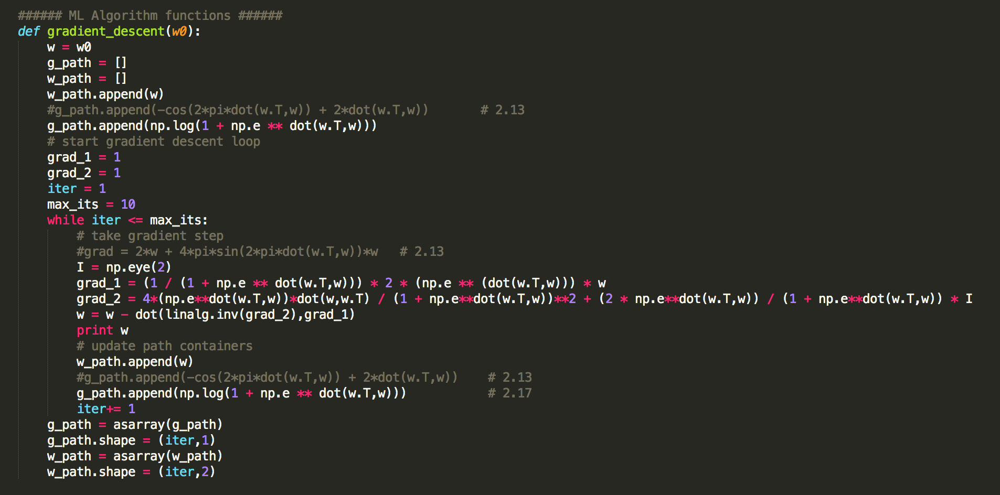 ###### ML Algorithm functions ######
def gradient_descent(w0):
    w = w0
    g_path = []
    w_path = []
    w_path.append(w)
    #g_path.append(-cos(2*pi*dot(w.T,w)) + 2*dot(w.T,w))       # 2.13
    g_path.append(np.log(1 + np.e ** dot(w.T,w)))
    # start gradient descent loop
    grad_1 = 1
    grad_2 = 1
    iter = 1
    max_its = 10
    while iter <= max_its:
        # take gradient step
        #grad = 2*w + 4*pi*sin(2*pi*dot(w.T,w))*w   # 2.13
        I = np.eye(2)
        grad_1 = (1 / (1 + np.e ** dot(w.T,w))) * 2 * (np.e ** (dot(w.T,w))) * w
        grad_2 = 4*(np.e**dot(w.T,w))*dot(w,w.T) / (1 + np.e**dot(w.T,w))**2 + (2 * np.e**dot(w.T,w)) / (1 + np.e**dot(w.T,w)) * I
        w = w - dot(linalg.inv(grad_2),grad_1)
        print w
        # update path containers
        w_path.append(w)
        #g_path.append(-cos(2*pi*dot(w.T,w)) + 2*dot(w.T,w))    # 2.13
        g_path.append(np.log(1 + np.e ** dot(w.T,w)))           # 2.17
        iter+= 1
    g_path = asarray(g_path)
    g_path.shape = (iter,1)
    w_path = asarray(w_path)
    w_path.shape = (iter,2)